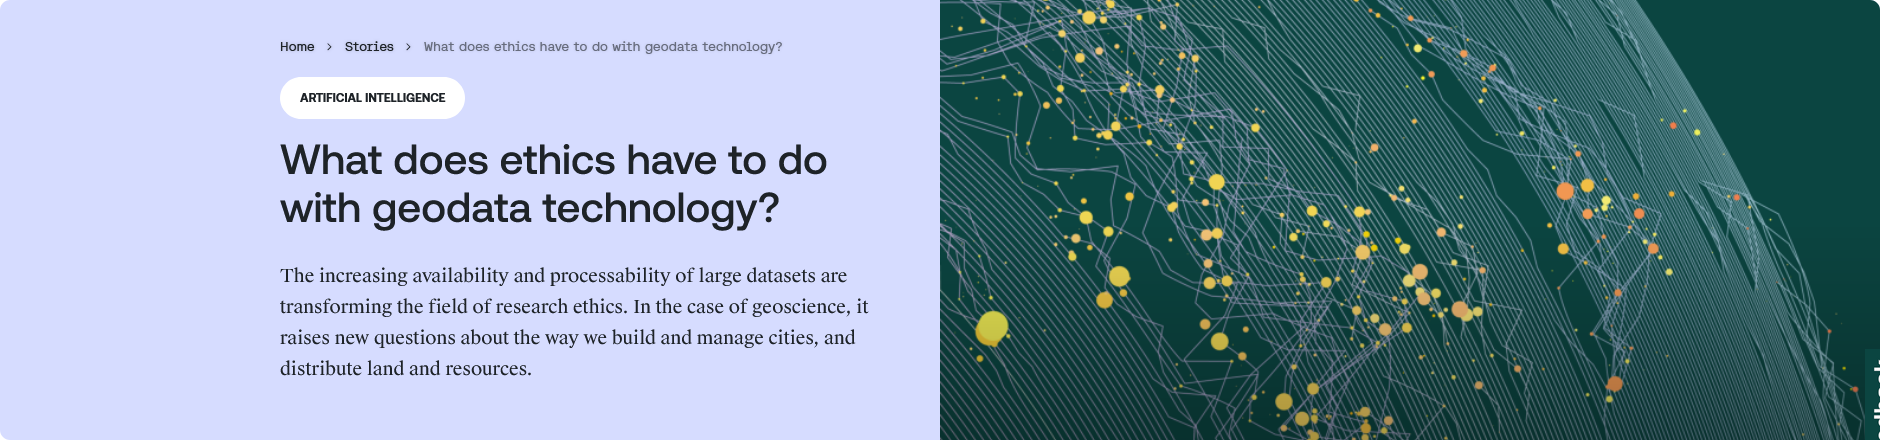 Home > Stories > What does ethics have to do with geodata technology?
ARTIFICIAL INTELLIGENCE
What does ethics have to do
with geodata technology?
The increasing availability and processability of large datasets are
transforming the field of research ethics. In the case of geoscience, it
raises new questions about the way we build and manage cities, and
distribute land and resources.